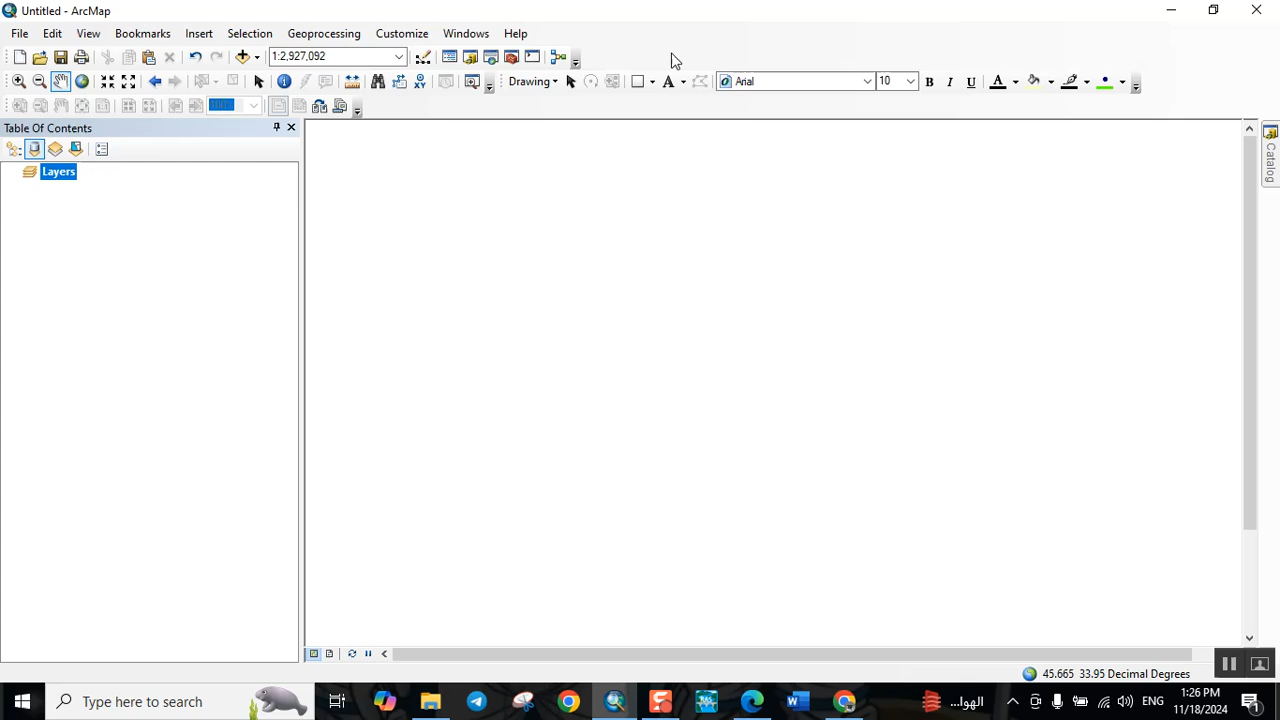 Untitled - ArcMap
File Edit View Bookmarks Insert Selection Geoprocessing Customize Windows Help
1:2,927,092
Drawing A Arial 10 B I U A
Table Of Contents
Layers
Catalog
45.665 33.95 Decimal Degrees
Type here to search
الهوا... ENG 1:26 PM
11/18/2024